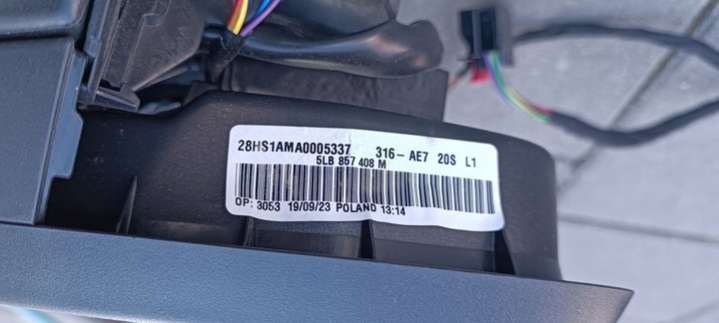 28HS1AMA0005337 316-AE7 20S L1
5LB 857 408 M
OP: 3053 19/09/23 POLAND 13:14